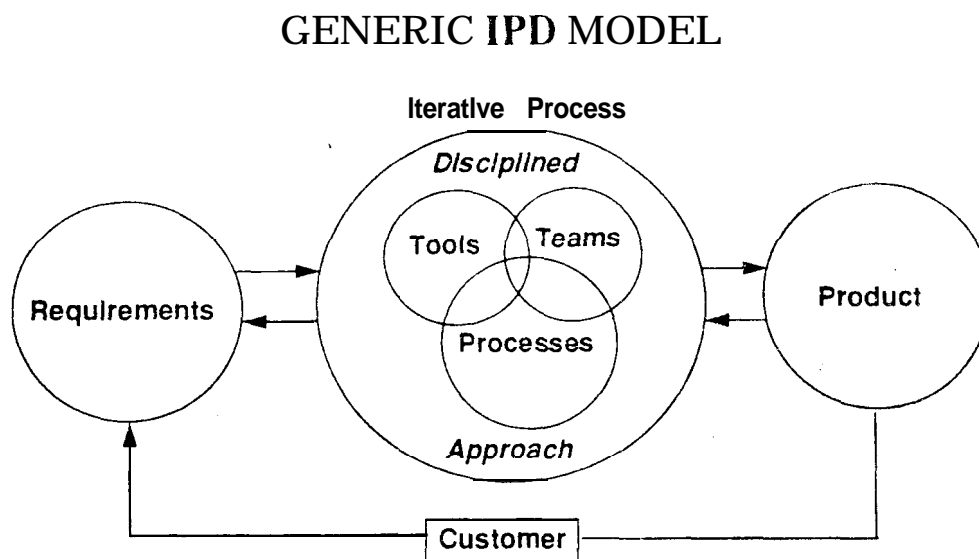 GENERIC IPD MODEL
Iterative Process
Disciplined
Tools
Teams
Requirements
Product
Processes
Approach
Customer